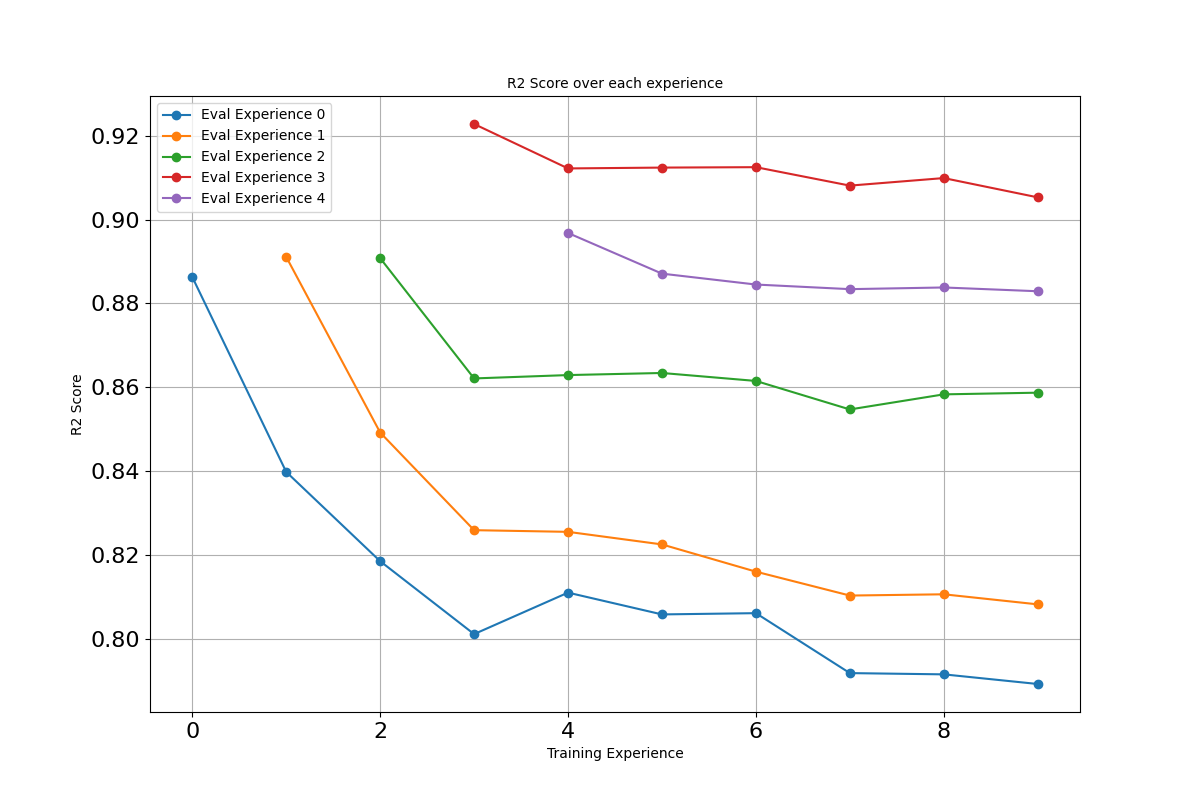 R2 Score over each experience
Eval Experience 0
Eval Experience 1
Eval Experience 2
Eval Experience 3
Eval Experience 4
R2 Score
0.92
0.90
0.88
0.86
0.84
0.82
0.80
0 2 4 6 8
Training Experience